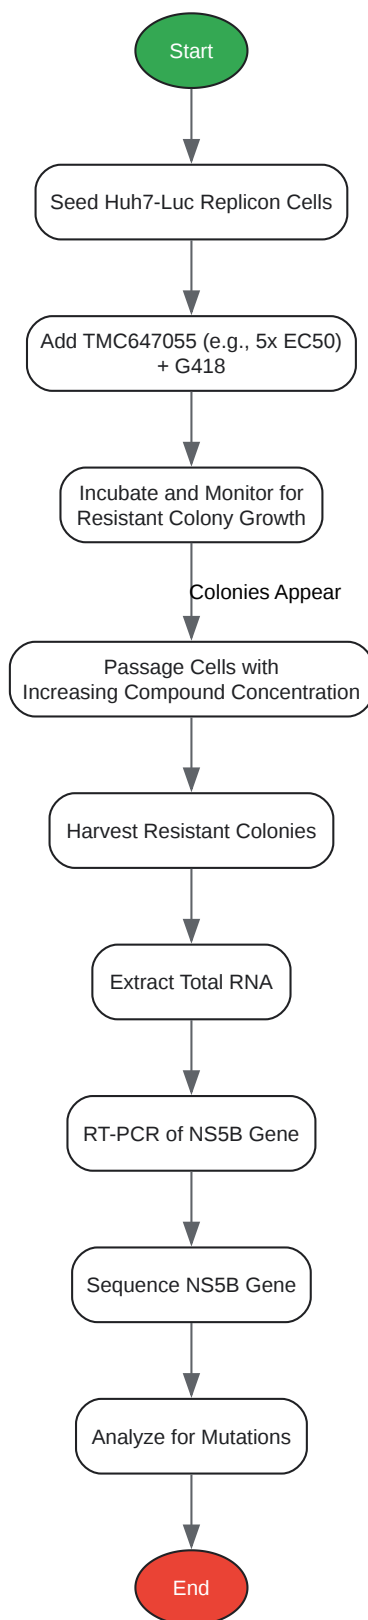 Start
Seed Huh7-Luc Replicon Cells
Add TMC647055 (e.g., 5x EC50)
+ G418
Incubate and Monitor for
Resistant Colony Growth
Colonies Appear
Passage Cells with
Increasing Compound Concentration
Harvest Resistant Colonies
Extract Total RNA
RT-PCR of NS5B Gene
Sequence NS5B Gene
Analyze for Mutations
End